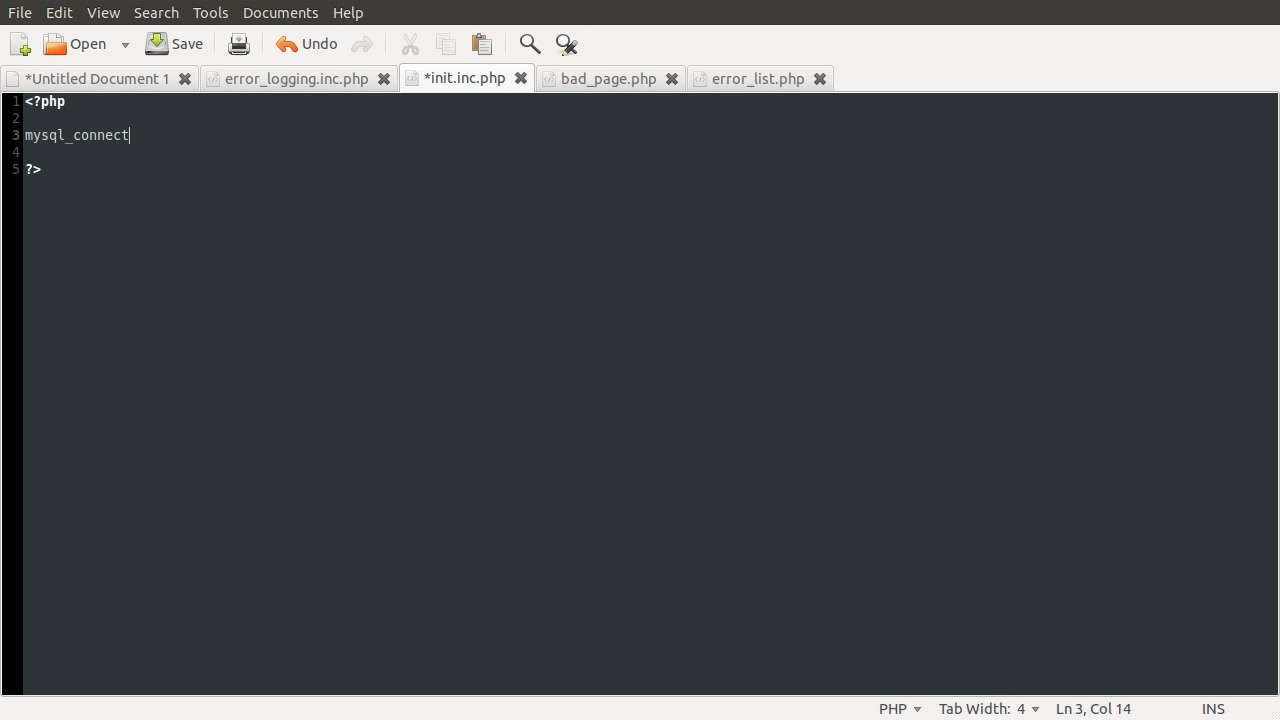 File Edit View Search Tools Documents Help
Open Save Undo
*Untitled Document 1 error_logging.inc.php *init.inc.php bad_page.php error_list.php
1 <?php
2
3 mysql_connect
4
5 ?>
PHP Tab Width: 4 Ln 3, Col 14 INS